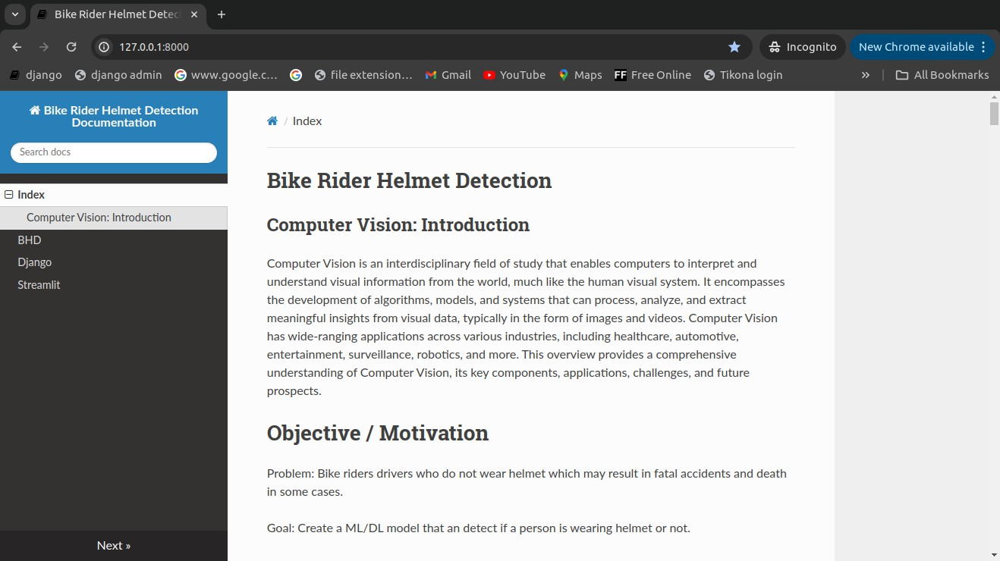 Bike Rider Helmet Detec
127.0.0.1:8000
Incognito
New Chrome available
django
django admin
www.google.c...
file extension...
Gmail
YouTube
Maps
FF Free Online
Tikona login
»
All Bookmarks
Bike Rider Helmet Detection
Documentation
Search docs
Index
Computer Vision: Introduction
BHD
Django
Streamlit
Next »
/ Index
Bike Rider Helmet Detection
Computer Vision: Introduction
Computer Vision is an interdisciplinary field of study that enables computers to interpret and
understand visual information from the world, much like the human visual system. It encompasses
the development of algorithms, models, and systems that can process, analyze, and extract
meaningful insights from visual data, typically in the form of images and videos. Computer Vision
has wide-ranging applications across various industries, including healthcare, automotive,
entertainment, surveillance, robotics, and more. This overview provides a comprehensive
understanding of Computer Vision, its key components, applications, challenges, and future
prospects.
Objective / Motivation
Problem: Bike riders drivers who do not wear helmet which may result in fatal accidents and death
in some cases.
Goal: Create a ML/DL model that an detect if a person is wearing helmet or not.